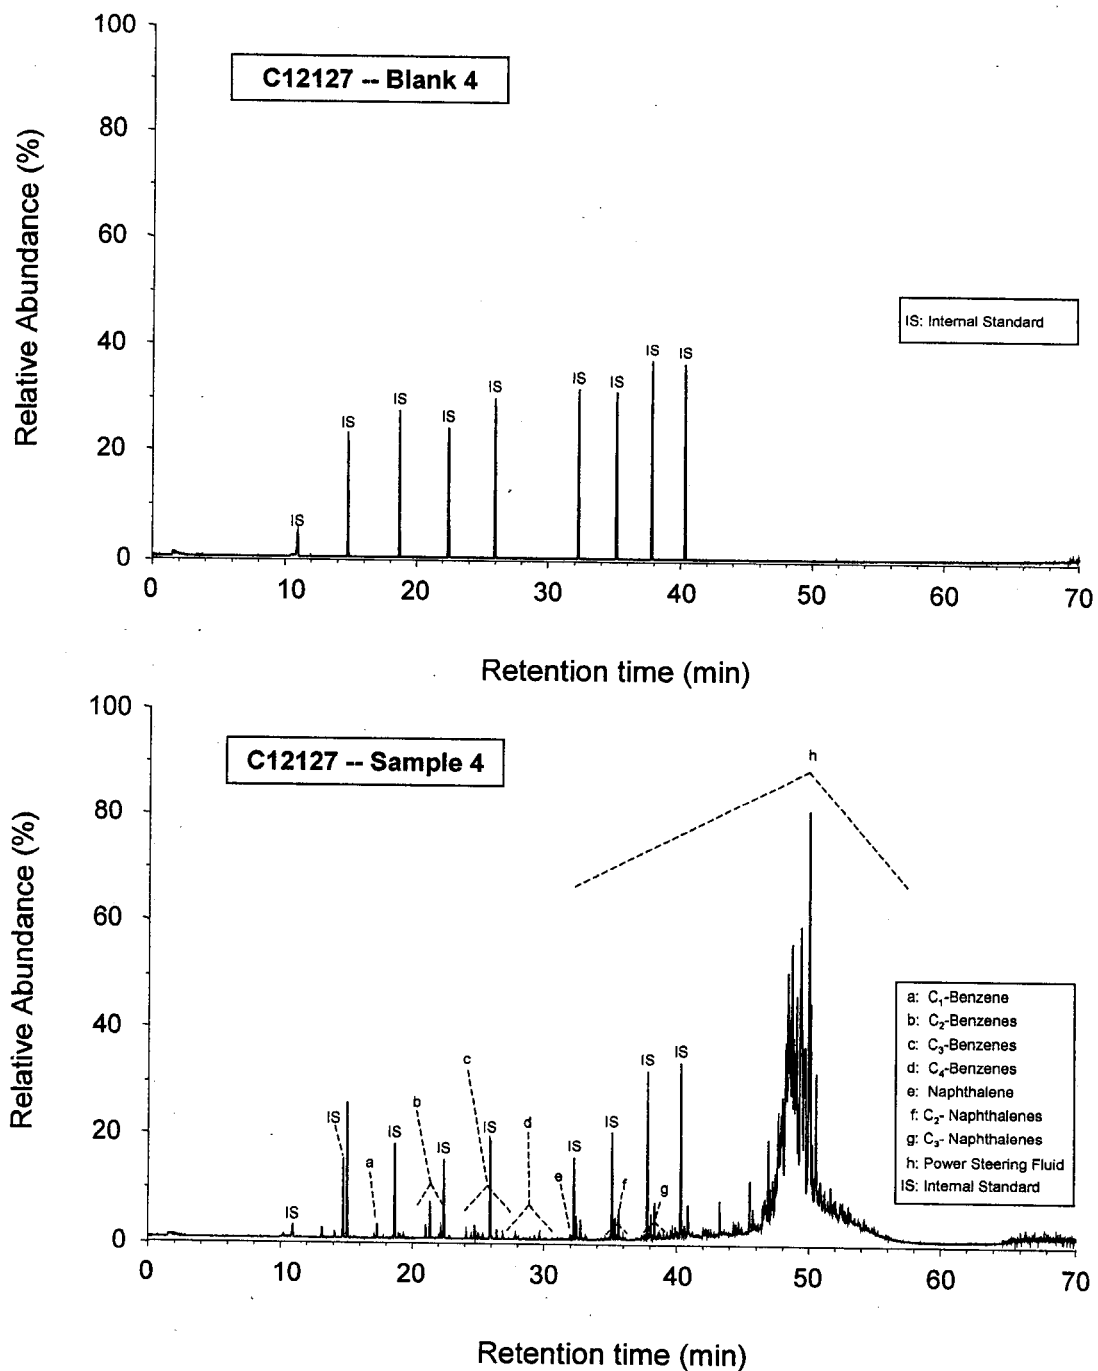 C12127 -- Blank 4
Relative Abundance (%)
100
80
60
40
20
0
IS: Internal Standard
IS
IS
IS
IS
IS
IS
IS
IS
IS
0 10 20 30 40 50 60 70
Retention time (min)
C12127 -- Sample 4
Relative Abundance (%)
100
80
60
40
20
0
h
c
b
d
a
e
f
g
IS
IS
IS
IS
IS
IS
IS
IS
IS
a: C₁-Benzene
b: C₂-Benzenes
c: C₃-Benzenes
d: C₄-Benzenes
e: Naphthalene
f: C₂- Naphthalenes
g: C₃- Naphthalenes
h: Power Steering Fluid
IS: Internal Standard
0 10 20 30 40 50 60 70
Retention time (min)